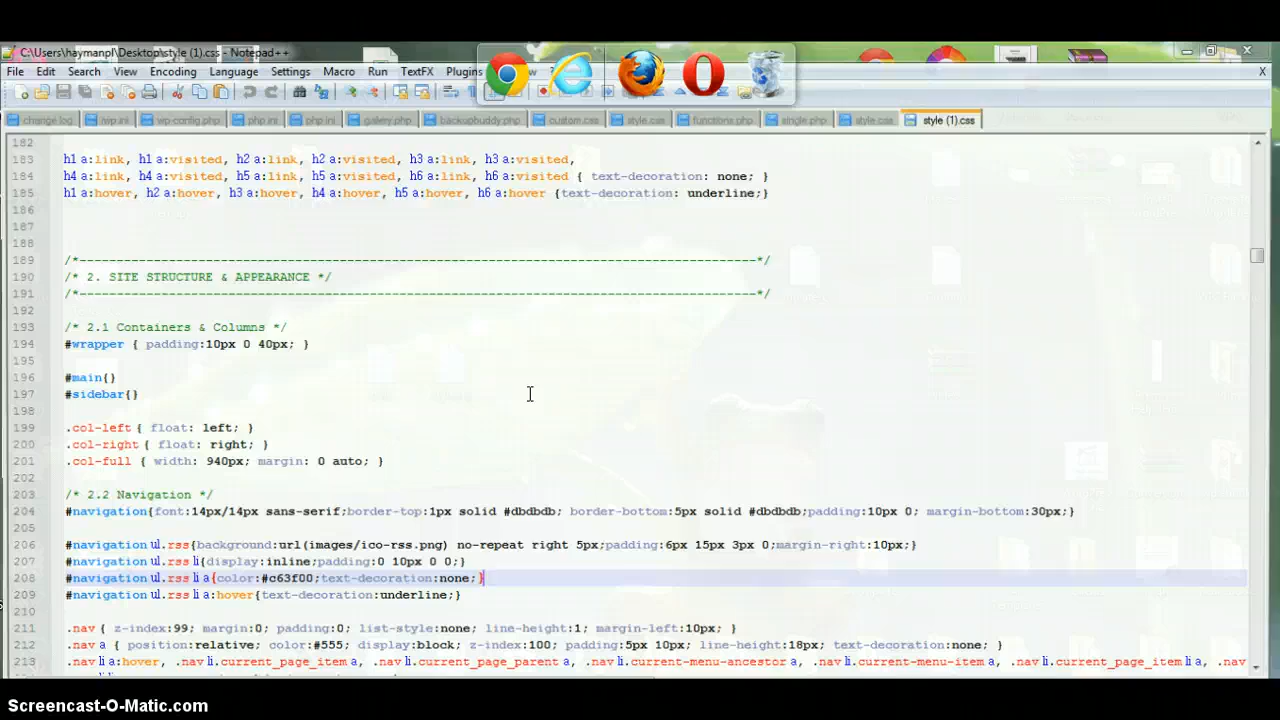 C:\Users\haymanpl\Desktop\style (1).css - Notepad++
File Edit Search View Encoding Language Settings Macro Run TextFX Plugins X
change.log wp.ini wp-config.php php.ini php.ini gallery.php backupbuddy.php custom.css style.css functions.php single.php style.css style (1).css
182
183 h1 a:link, h1 a:visited, h2 a:link, h2 a:visited, h3 a:link, h3 a:visited,
184 h4 a:link, h4 a:visited, h5 a:link, h5 a:visited, h6 a:link, h6 a:visited { text-decoration: none; }
185 h1 a:hover, h2 a:hover, h3 a:hover, h4 a:hover, h5 a:hover, h6 a:hover {text-decoration: underline;}
186
187
188
189 /*-------------------------------------------------------------------------------------------*/
190 /* 2. SITE STRUCTURE & APPEARANCE */
191 /*-------------------------------------------------------------------------------------------*/
192
193 /* 2.1 Containers & Columns */
194 #wrapper { padding:10px 0 40px; }
195
196 #main{}
197 #sidebar{}
198
199 .col-left { float: left; }
200 .col-right { float: right; }
201 .col-full { width: 940px; margin: 0 auto; }
202
203 /* 2.2 Navigation */
204 #navigation{font:14px/14px sans-serif;border-top:1px solid #dbdbdb; border-bottom:5px solid #dbdbdb;padding:10px 0; margin-bottom:30px;}
205
206 #navigation ul.rss{background:url(images/ico-rss.png) no-repeat right 5px;padding:6px 15px 3px 0;margin-right:10px;}
207 #navigation ul.rss li{display:inline;padding:0 10px 0 0;}
208 #navigation ul.rss li a{color:#c63f00;text-decoration:none;}
209 #navigation ul.rss li a:hover{text-decoration:underline;}
210
211 .nav { z-index:99; margin:0; padding:0; list-style:none; line-height:1; margin-left:10px; }
212 .nav a { position:relative; color:#555; display:block; z-index:100; padding:5px 10px; line-height:18px; text-decoration:none; }
213 .nav li a:hover, .nav li.current_page_item a, .nav li.current_page_parent a, .nav li.current-menu-ancestor a, .nav li.current-menu-item a, .nav li.current_page_item li a, .nav
Screencast-O-Matic.com